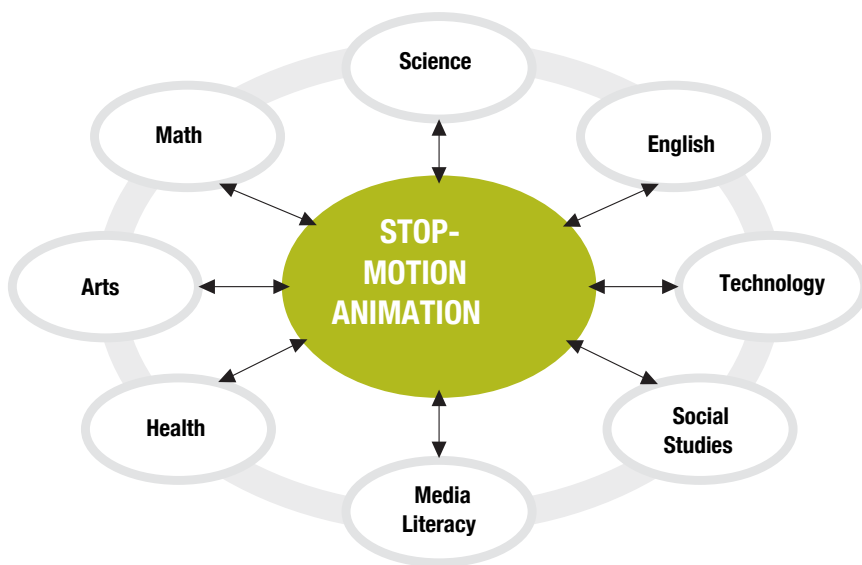 Science
Math
English
STOP-
MOTION
ANIMATION
Arts
Technology
Health
Social
Studies
Media
Literacy